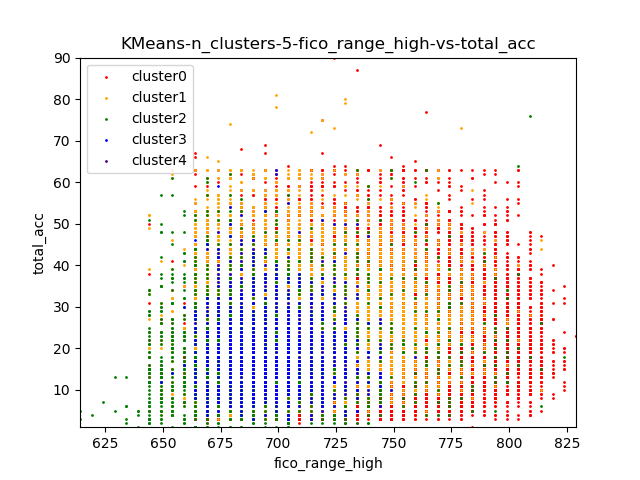 KMeans-n_clusters-5-fico_range_high-vs-total_acc
90
80
70
60
50
40
30
20
10
total_acc
cluster0
cluster1
cluster2
cluster3
cluster4
625 650 675 700 725 750 775 800 825
fico_range_high